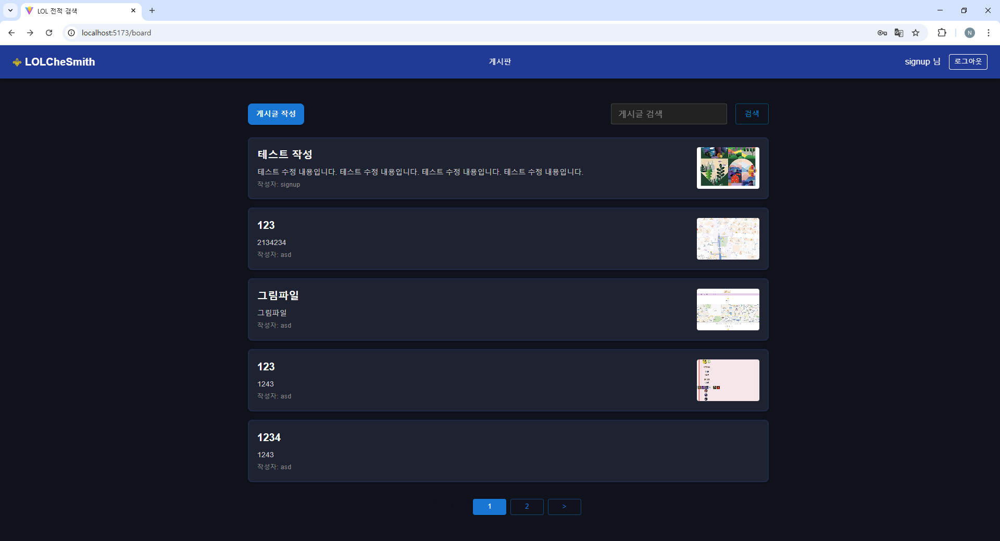 LOL 전적 검색
localhost:5173/board
N
LOLCheSmith
게시판
signup 님
로그아웃
게시글 작성
게시글 검색
검색
테스트 작성
테스트 수정 내용입니다. 테스트 수정 내용입니다. 테스트 수정 내용입니다. 테스트 수정 내용입니다.
작성자: signup
123
2134234
작성자: asd
그림파일
그림파일
작성자: asd
123
1243
작성자: asd
1234
1243
작성자: asd
1
2
>